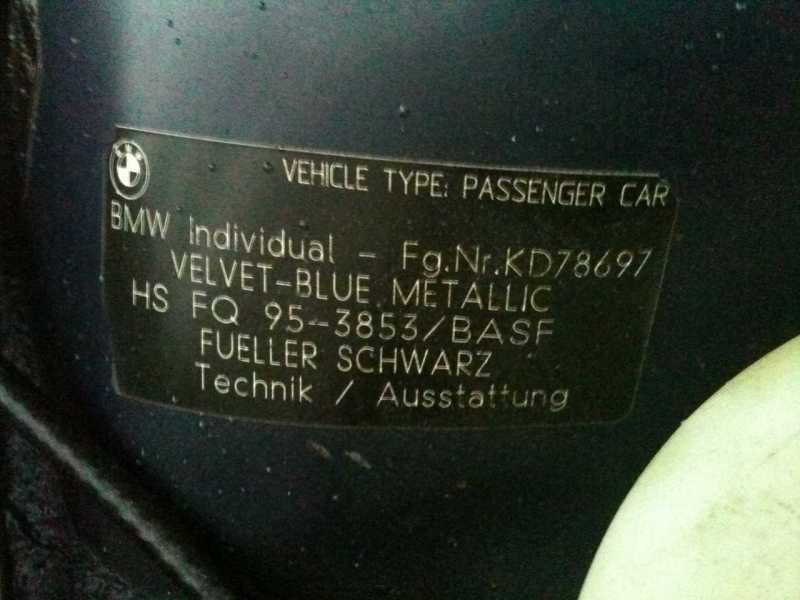 VEHICLE TYPE: PASSENGER CAR
BMW Individual - Fg.Nr.KD78697
VELVET-BLUE METALLIC
HS FQ 95-3853/BASF
FUELLER SCHWARZ
Technik / Ausstattung